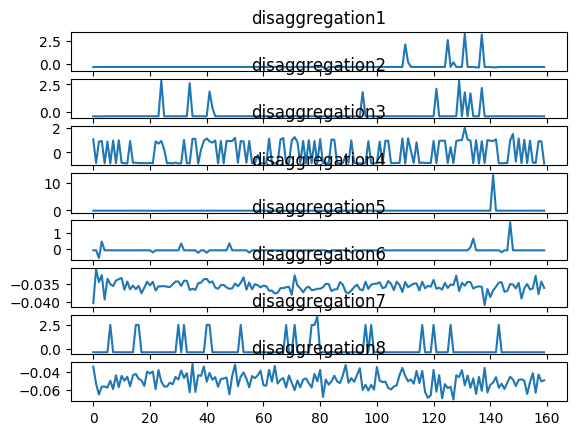 disaggregation1
2.5
0.0
disaggregation2
2.5
0.0
disaggregation3
2
0
disaggregation4
10
0
disaggregation5
1
0
disaggregation6
−0.035
−0.040
disaggregation7
2.5
0.0
disaggregation8
−0.04
−0.06
0 20 40 60 80 100 120 140 160